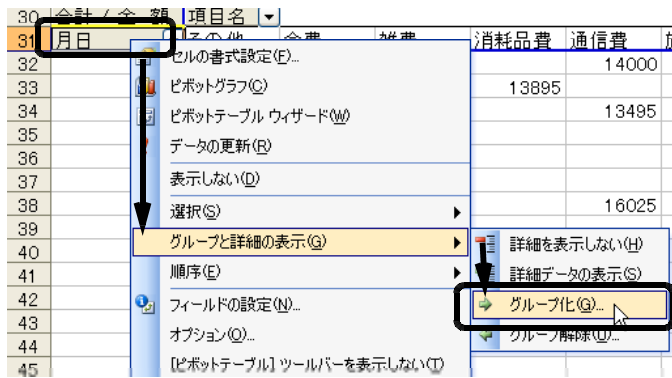 30 合計 / 金 額 項目名
31 月日 その他 会費 雑費 消耗品費 通信費
32 14000
33 13895
34 13495
35
36
37
38 16025
39
40
41
42
43
44
45
セルの書式設定(F)...
ピボットグラフ(C)
ピボットテーブル ウィザード(W)
データの更新(R)
表示しない(D)
選択(S)
グループと詳細の表示(G)
順序(E)
フィールドの設定(N)...
オプション(O)...
[ピボットテーブル] ツールバーを表示しない(T)
詳細を表示しない(H)
詳細データの表示(S)
グループ化(G)...
グループ解除(U)...